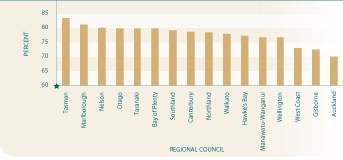 PERCENT
85
80
75
70
65
60
Tasman
Marlborough
Nelson
Otago
Taranaki
Bay of Plenty
Southland
Canterbury
Northland
Waikato
Hawke's Bay
Manawatu-Wanganui
Wellington
West Coast
Gisborne
Auckland
REGIONAL COUNCIL